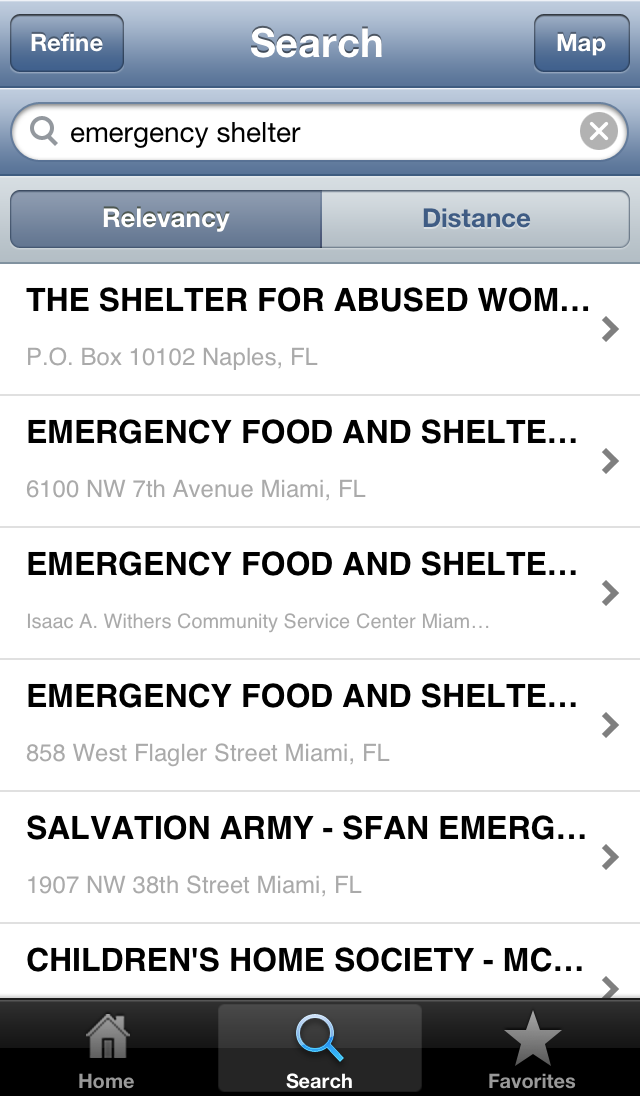 Refine Search Map
emergency shelter
Relevancy Distance
THE SHELTER FOR ABUSED WOM...
P.O. Box 10102 Naples, FL
EMERGENCY FOOD AND SHELTE...
6100 NW 7th Avenue Miami, FL
EMERGENCY FOOD AND SHELTE...
Isaac A. Withers Community Service Center Miam...
EMERGENCY FOOD AND SHELTE...
858 West Flagler Street Miami, FL
SALVATION ARMY - SFAN EMERG...
1907 NW 38th Street Miami, FL
CHILDREN'S HOME SOCIETY - MC...
Home Search Favorites